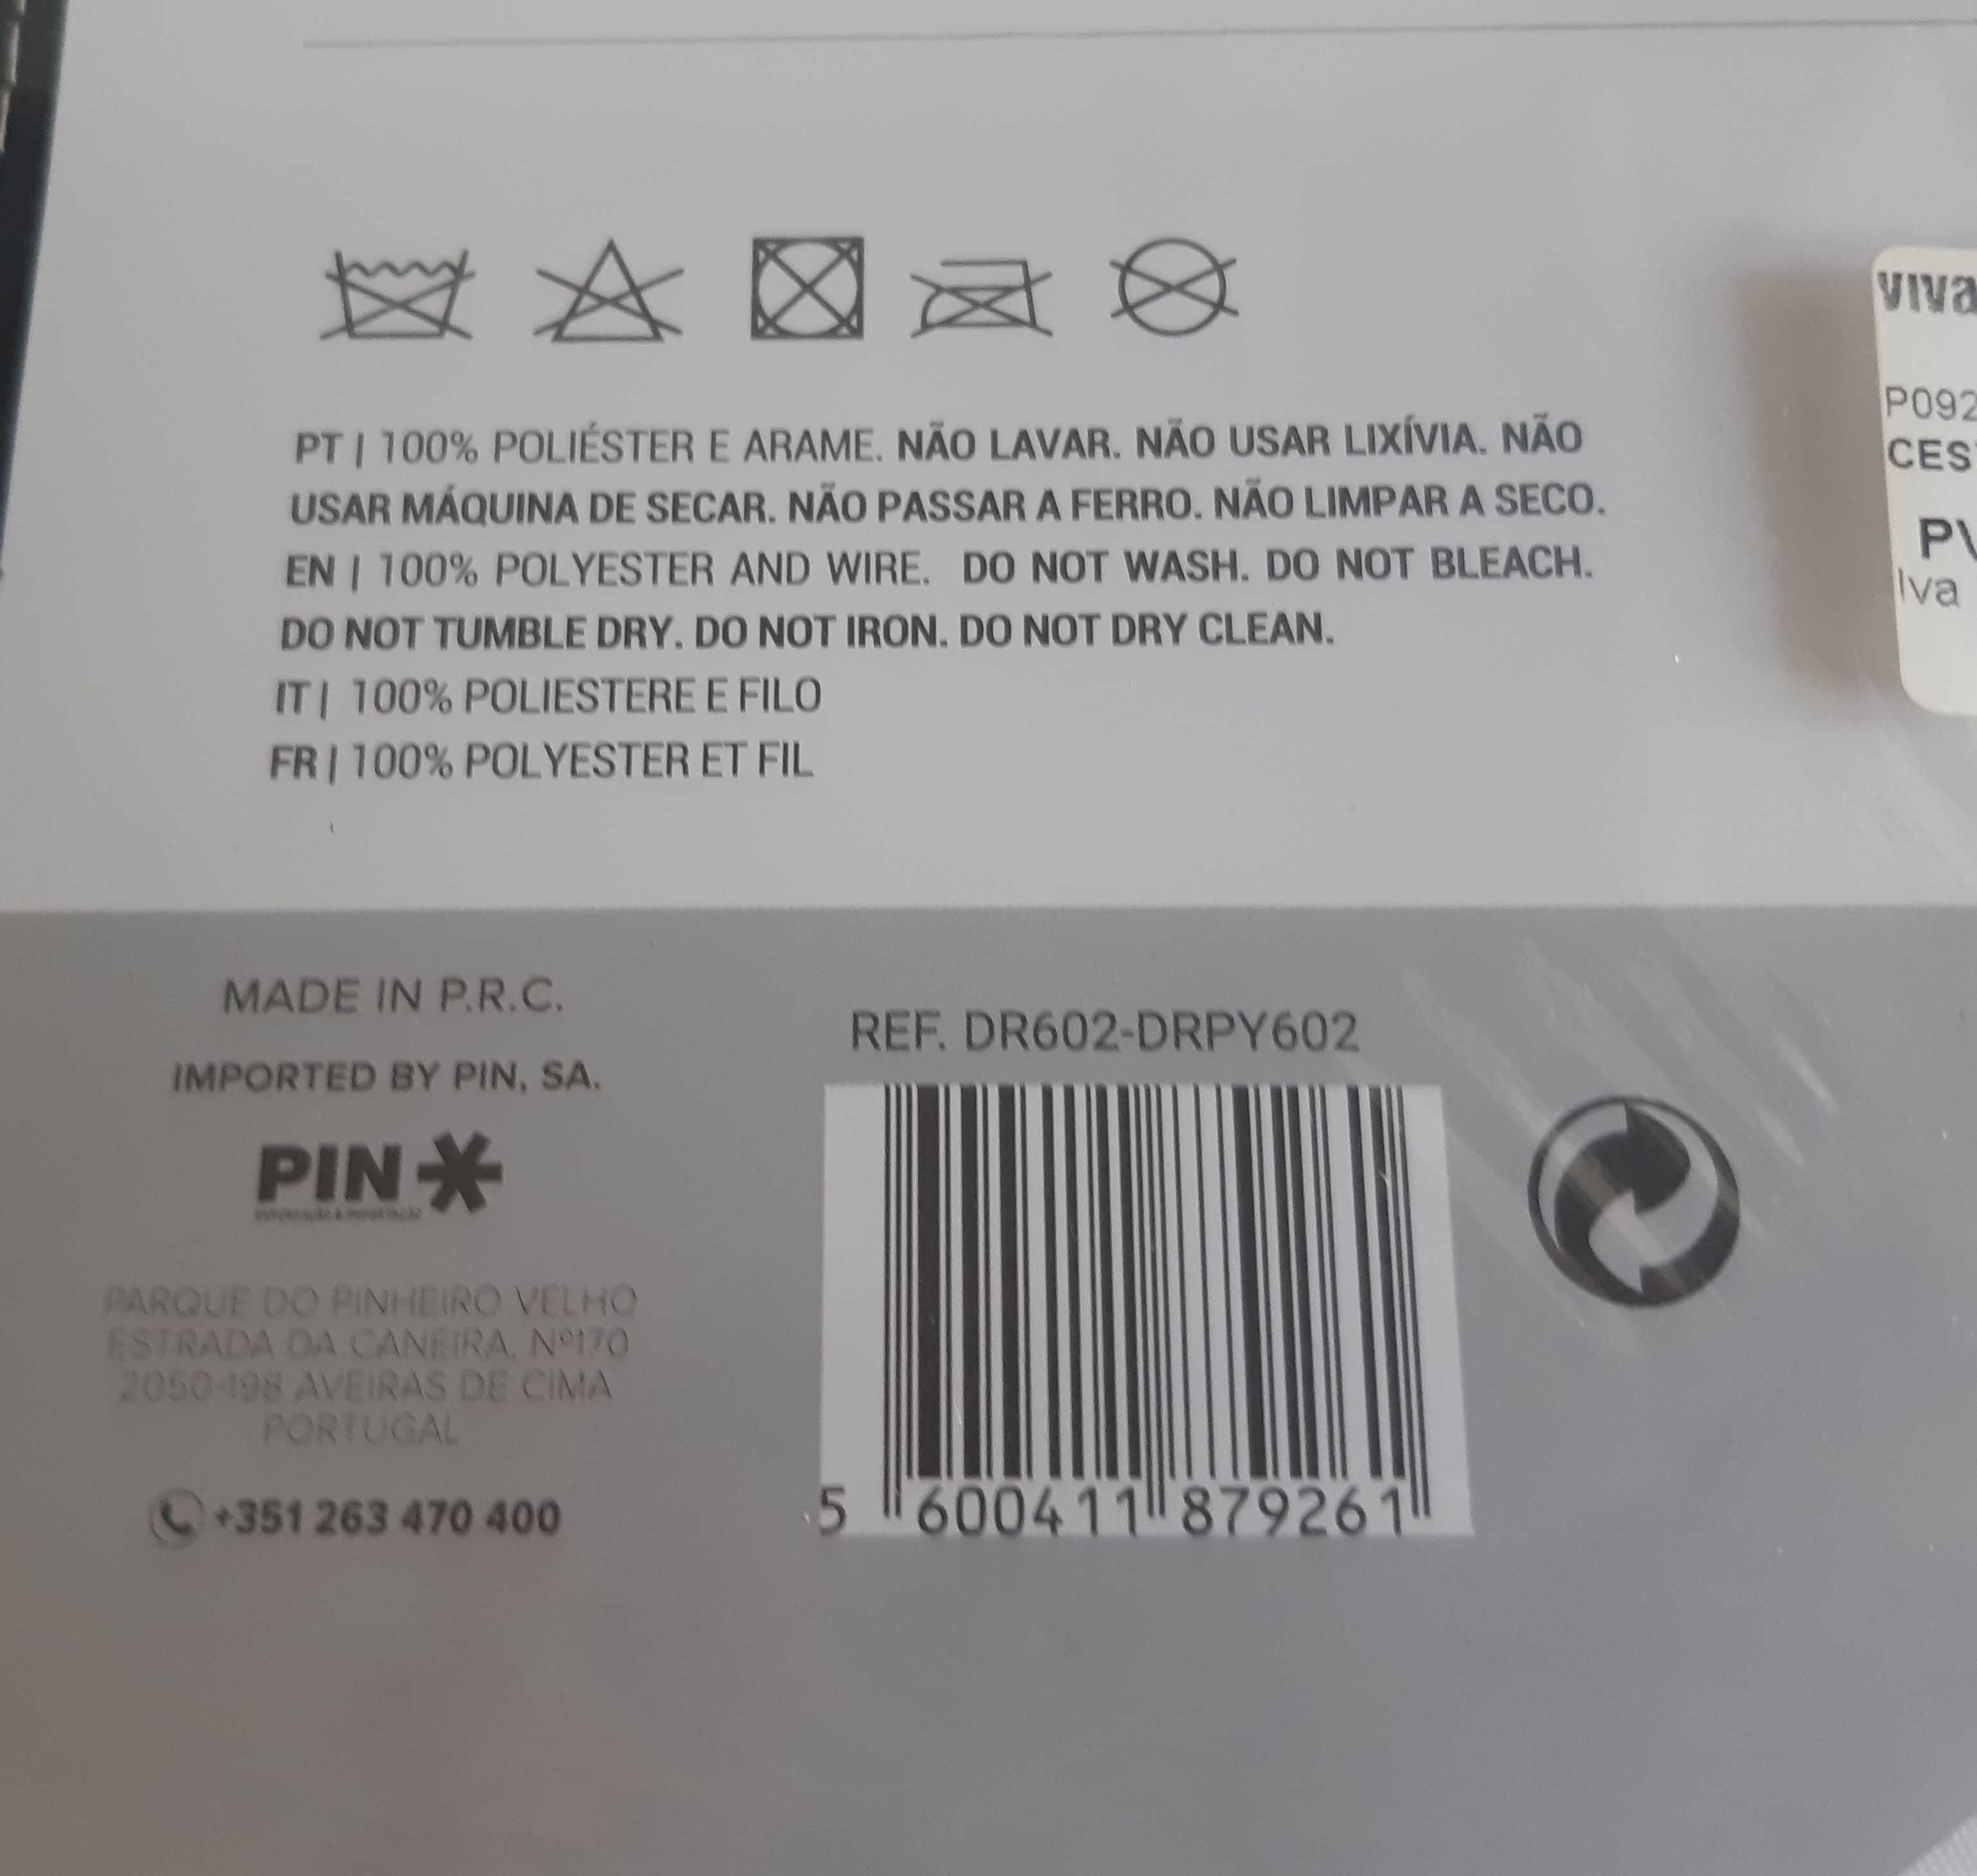 PT | 100% POLIÉSTER E ARAME. NÃO LAVAR. NÃO USAR LIXÍVIA. NÃO
USAR MÁQUINA DE SECAR. NÃO PASSAR A FERRO. NÃO LIMPAR A SECO.
EN | 100% POLYESTER AND WIRE. DO NOT WASH. DO NOT BLEACH.
DO NOT TUMBLE DRY. DO NOT IRON. DO NOT DRY CLEAN.
IT | 100% POLIESTERE E FILO
FR | 100% POLYESTER ET FIL
viva
P092
CES
PV
Iva
MADE IN P.R.C.
IMPORTED BY PIN, SA.
PIN
PARQUE DO PINHEIRO VELHO
ESTRADA DA CANEIRA, Nº170
2050-198 AVEIRAS DE CIMA
PORTUGAL
+351 263 470 400
REF. DR602-DRPY602
5 600411 879261